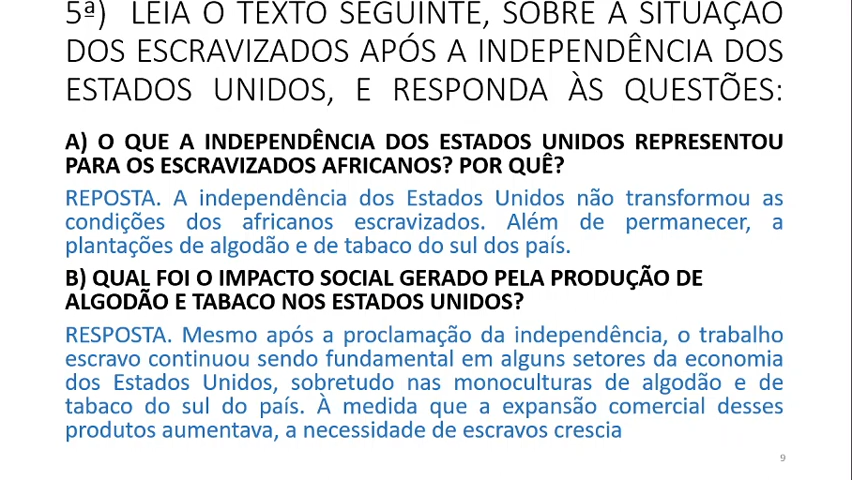 5ª) LEIA O TEXTO SEGUINTE, SOBRE A SITUAÇÃO
DOS ESCRAVIZADOS APÓS A INDEPENDÊNCIA DOS
ESTADOS UNIDOS, E RESPONDA ÀS QUESTÕES:
A) O QUE A INDEPENDÊNCIA DOS ESTADOS UNIDOS REPRESENTOU
PARA OS ESCRAVIZADOS AFRICANOS? POR QUÊ?
REPOSTA. A independência dos Estados Unidos não transformou as
condições dos africanos escravizados. Além de permanecer, a
plantações de algodão e de tabaco do sul dos país.
B) QUAL FOI O IMPACTO SOCIAL GERADO PELA PRODUÇÃO DE
ALGODÃO E TABACO NOS ESTADOS UNIDOS?
RESPOSTA. Mesmo após a proclamação da independência, o trabalho
escravo continuou sendo fundamental em alguns setores da economia
dos Estados Unidos, sobretudo nas monoculturas de algodão e de
tabaco do sul do país. À medida que a expansão comercial desses
produtos aumentava, a necessidade de escravos crescia
9